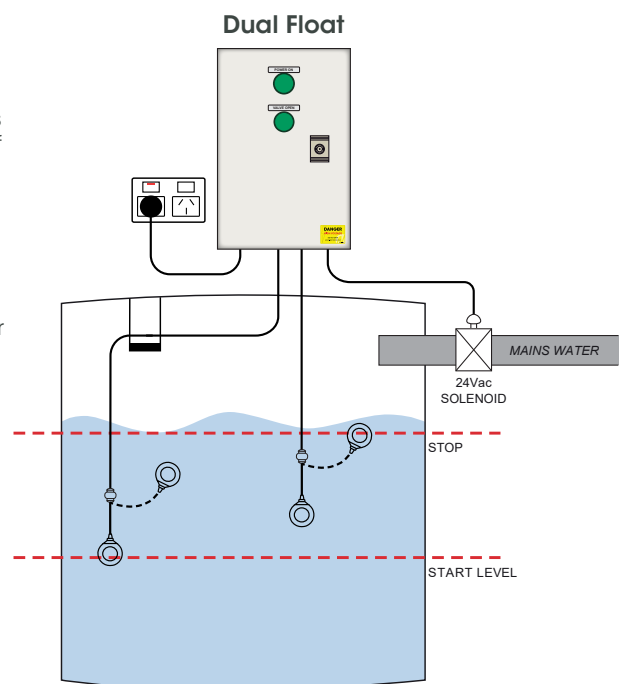 Dual Float
POWER ON
VALVE OPEN
DANGER
MAINS WATER
24Vac
SOLENOID
STOP
START LEVEL